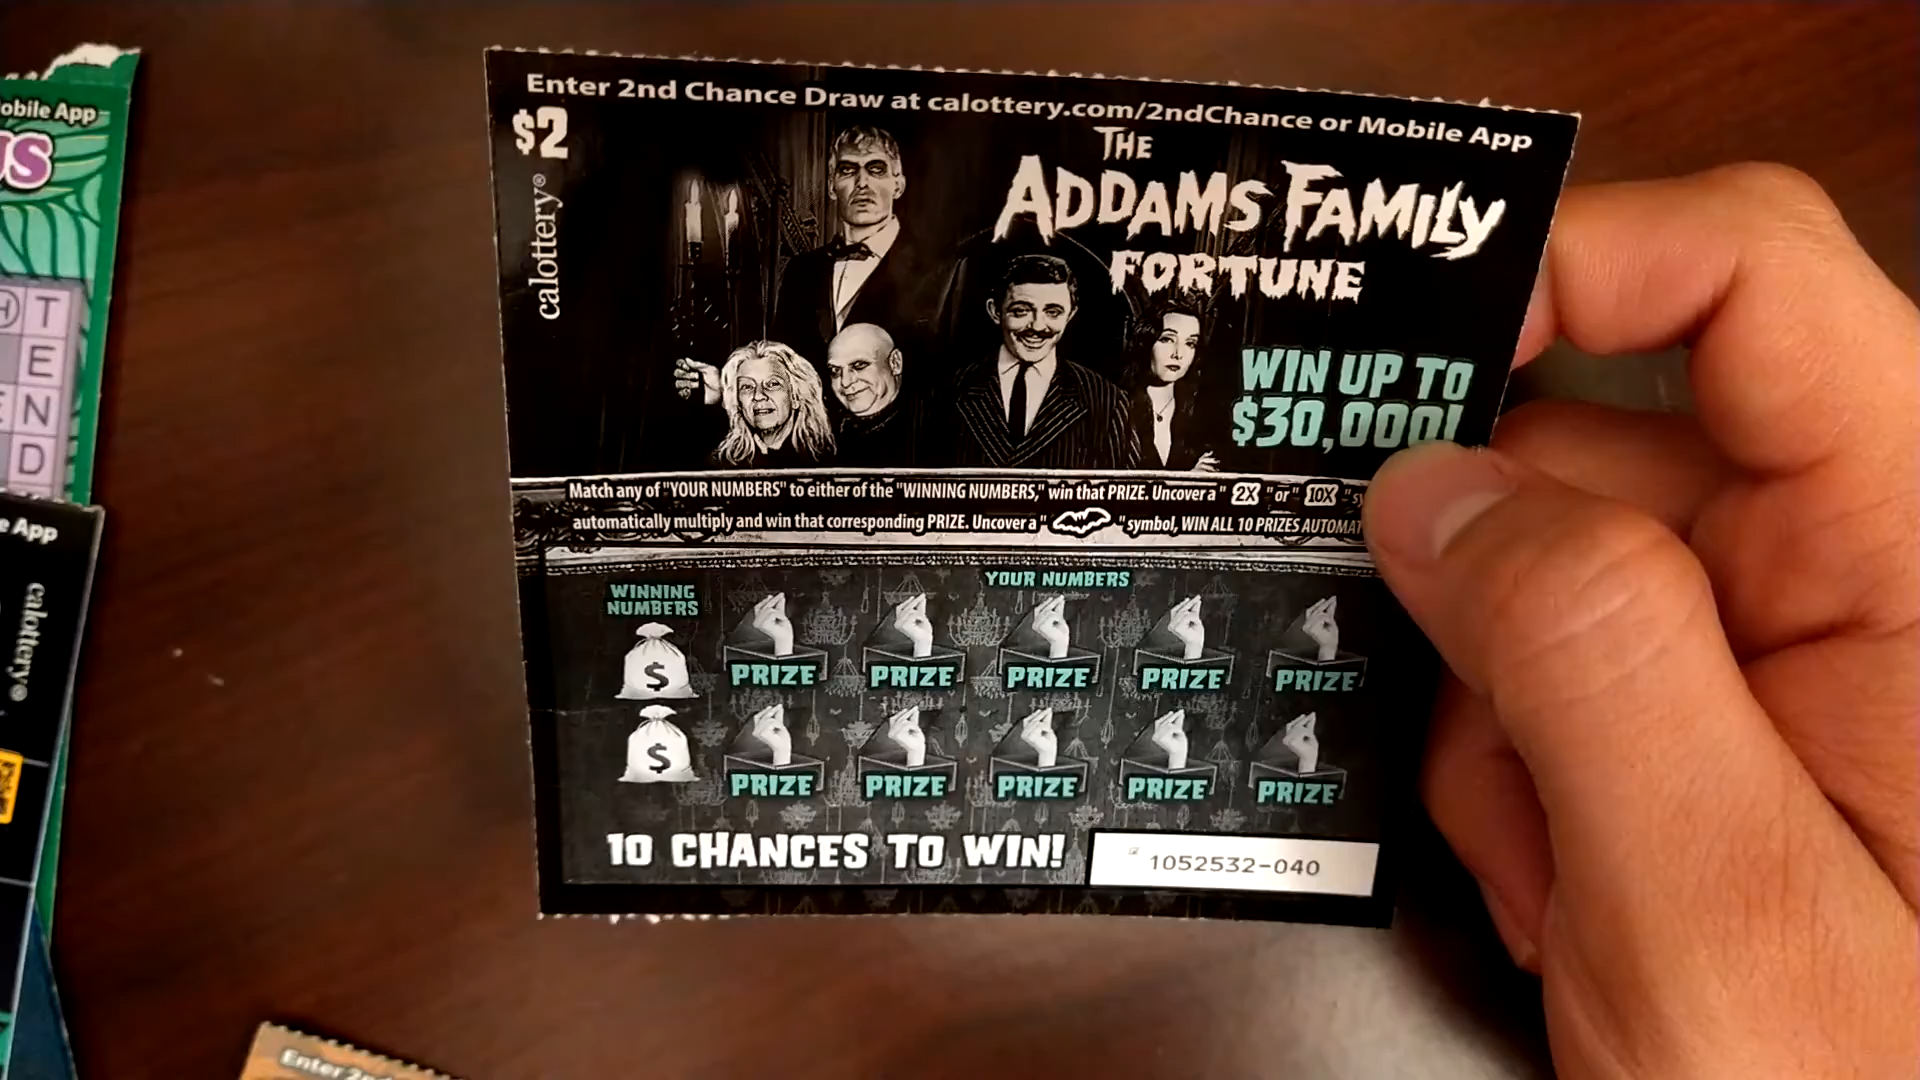 Enter 2nd Chance Draw at calottery.com/2ndChance or Mobile App
$2
calottery®
THE
ADDAMS FAMILY
FORTUNE
WIN UP TO
$30,000!
Match any of "YOUR NUMBERS" to either of the "WINNING NUMBERS," win that PRIZE. Uncover a " 2X " or " 10X "
automatically multiply and win that corresponding PRIZE. Uncover a " " symbol, WIN ALL 10 PRIZES
WINNING
NUMBERS
YOUR NUMBERS
$
PRIZE PRIZE PRIZE PRIZE PRIZE
$
PRIZE PRIZE PRIZE PRIZE PRIZE
10 CHANCES TO WIN!
1052532-040
Mobile App
T
E
N
D
App
calottery®
Enter